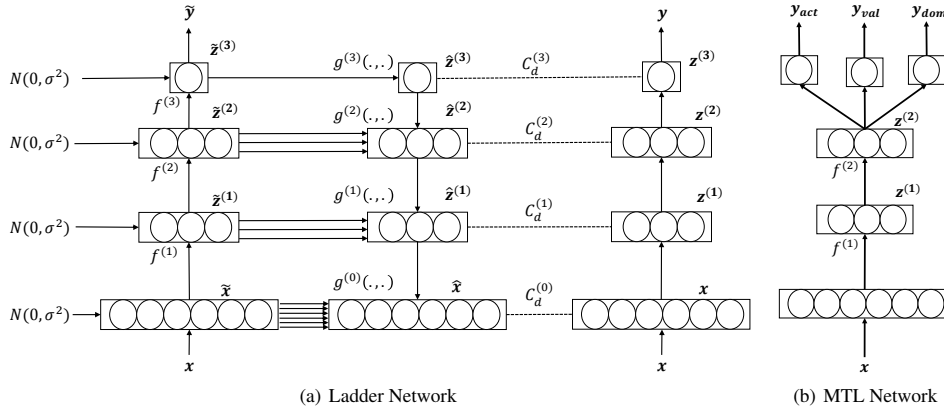 ỹ y y_act y_val y_dom
z̃^(3) g^(3)(.,.) ẑ^(3) C_d^(3) z^(3)
N(0,σ²)
f^(3) z̃^(2) g^(2)(.,.) ẑ^(2) C_d^(2) z^(2) z^(2)
N(0,σ²)
f^(2) f^(2)
z̃^(1) g^(1)(.,.) ẑ^(1) C_d^(1) z^(1) z^(1)
N(0,σ²)
f^(1) f^(1)
x̃ g^(0)(.,.) x̂ C_d^(0) x
N(0,σ²)
x x x
(a) Ladder Network (b) MTL Network